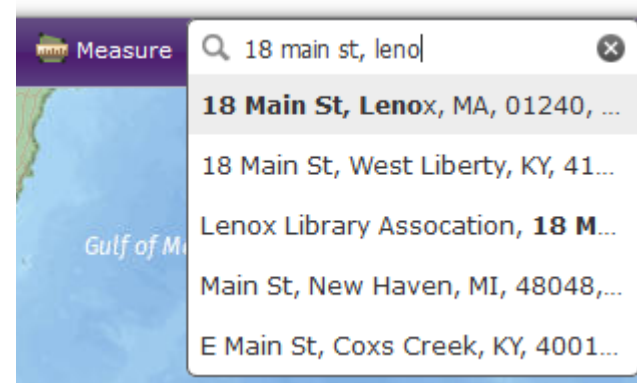 Measure
18 main st, leno
18 Main St, Lenox, MA, 01240, ...
18 Main St, West Liberty, KY, 41...
Lenox Library Assocation, 18 M...
Gulf of M
Main St, New Haven, MI, 48048,...
E Main St, Coxs Creek, KY, 4001...